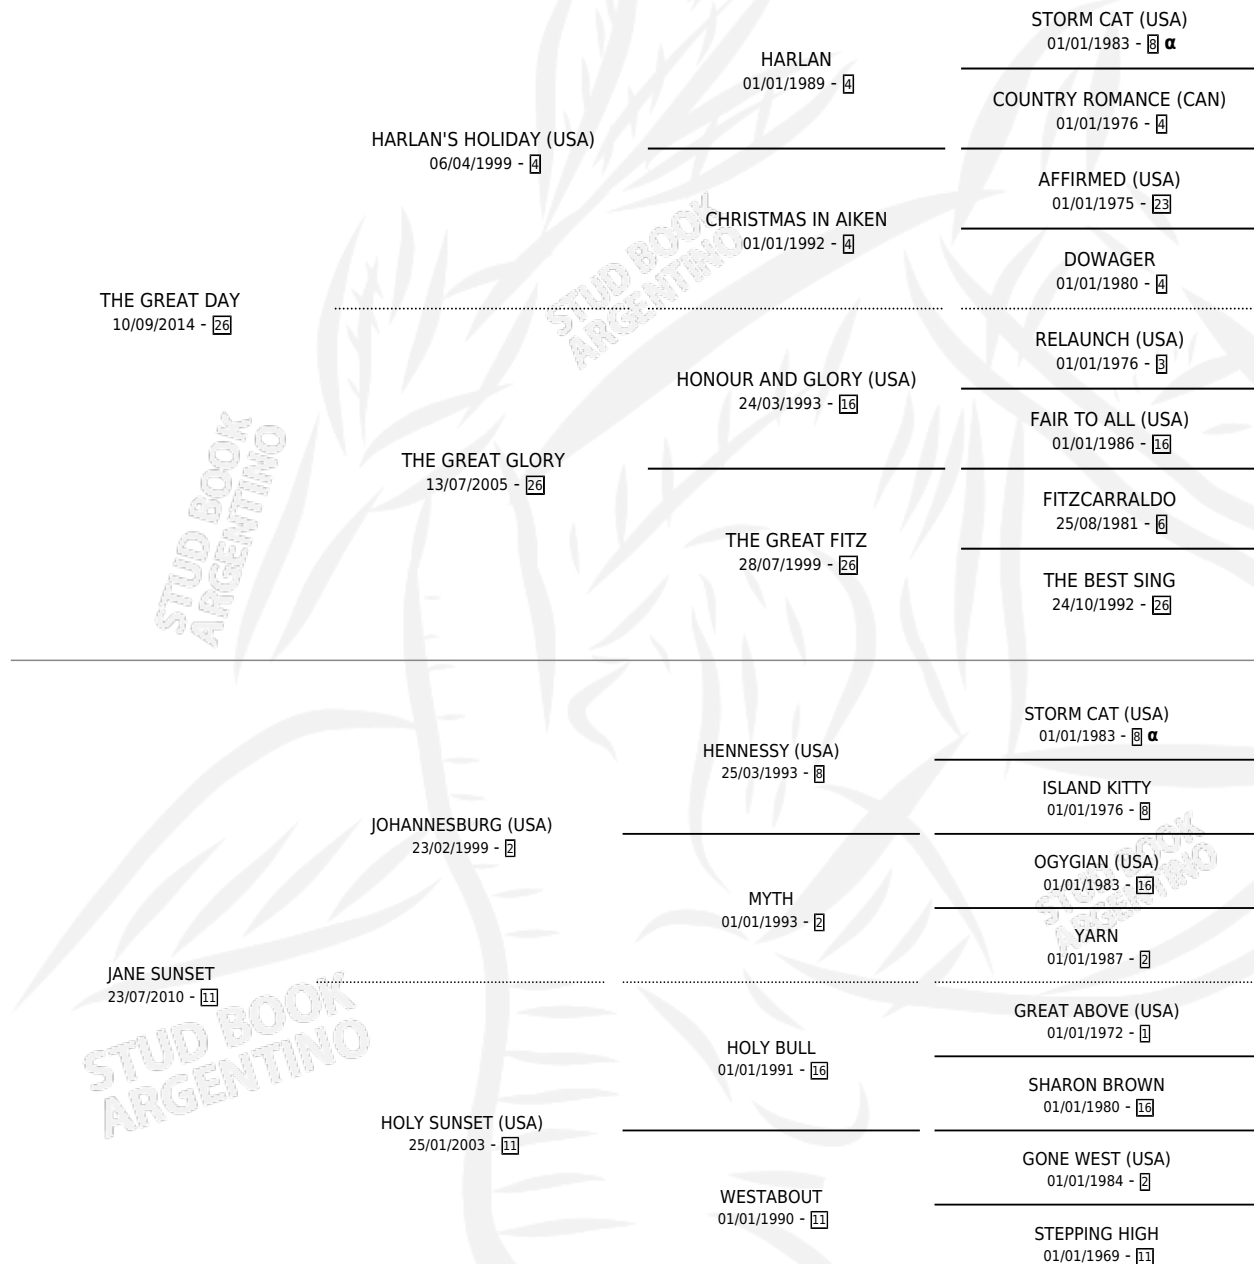 STORM CAT (USA)
01/01/1983 - 8 α
HARLAN
01/01/1989 - 4
COUNTRY ROMANCE (CAN)
01/01/1976 - 4
HARLAN'S HOLIDAY (USA)
06/04/1999 - 4
AFFIRMED (USA)
01/01/1975 - 23
CHRISTMAS IN AIKEN
01/01/1992 - 4
DOWAGER
01/01/1980 - 4
THE GREAT DAY
10/09/2014 - 26
STUD BOOK
ARGENTINO
RELAUNCH (USA)
01/01/1976 - 3
HONOUR AND GLORY (USA)
24/03/1993 - 16
FAIR TO ALL (USA)
01/01/1986 - 16
THE GREAT GLORY
13/07/2005 - 26
FITZCARRALDO
25/08/1981 - 6
THE GREAT FITZ
28/07/1999 - 26
THE BEST SING
24/10/1992 - 26
STUD BOOK
ARGENTINO
STORM CAT (USA)
01/01/1983 - 8 α
HENNESSY (USA)
25/03/1993 - 8
ISLAND KITTY
01/01/1976 - 8
JOHANNESBURG (USA)
23/02/1999 - 2
OGYGIAN (USA)
01/01/1983 - 16
STUD BOOK
ARGENTINO
MYTH
01/01/1993 - 2
YARN
01/01/1987 - 2
JANE SUNSET
23/07/2010 - 11
STUD BOOK
ARGENTINO
GREAT ABOVE (USA)
01/01/1972 - 1
HOLY BULL
01/01/1991 - 16
SHARON BROWN
01/01/1980 - 16
HOLY SUNSET (USA)
25/01/2003 - 11
GONE WEST (USA)
01/01/1984 - 2
WESTABOUT
01/01/1990 - 11
STEPPING HIGH
01/01/1969 - 11